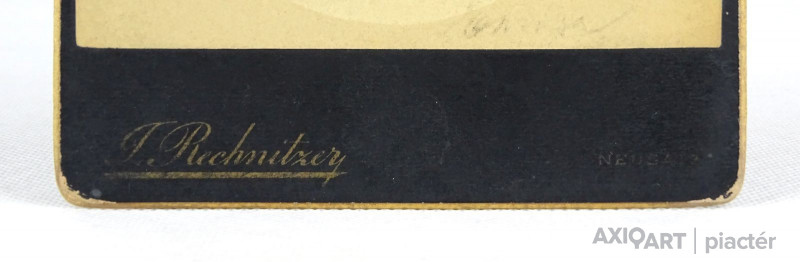 J. Rechnitzer
NEUSATZ
AXIOART | piactér